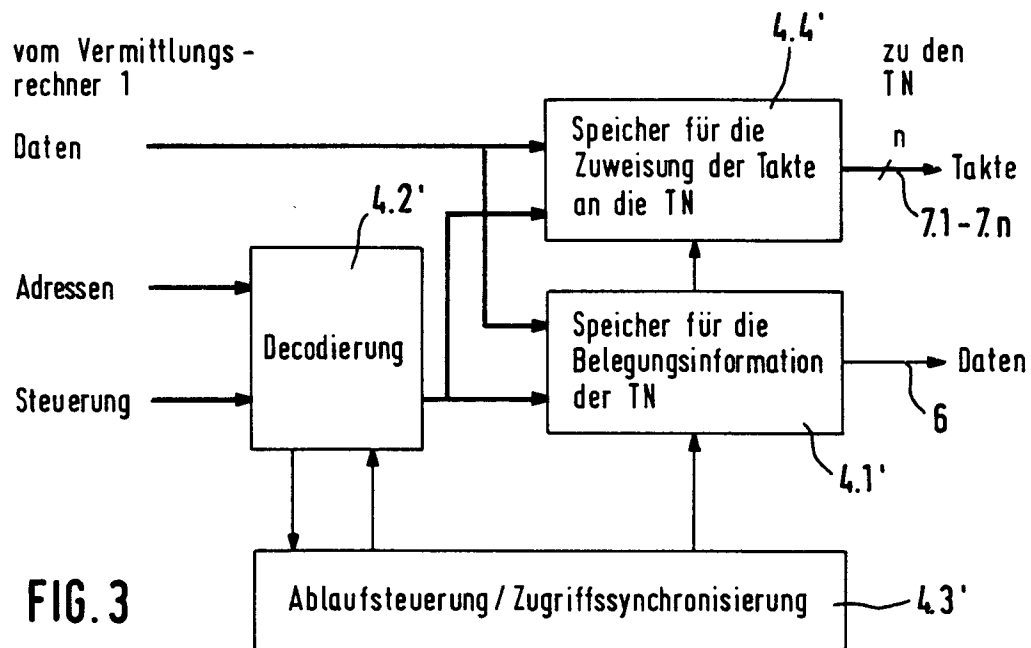 vom Vermittlungs-
rechner 1
4.4'
zu den
TN
Daten
Speicher für die
Zuweisung der Takte
an die TN
n
Takte
7.1-7.n
4.2'
Adressen
Decodierung
Steuerung
Speicher für die
Belegungsinformation
der TN
Daten
6
4.1'
Ablaufsteuerung / Zugriffssynchronisierung
4.3'
FIG. 3